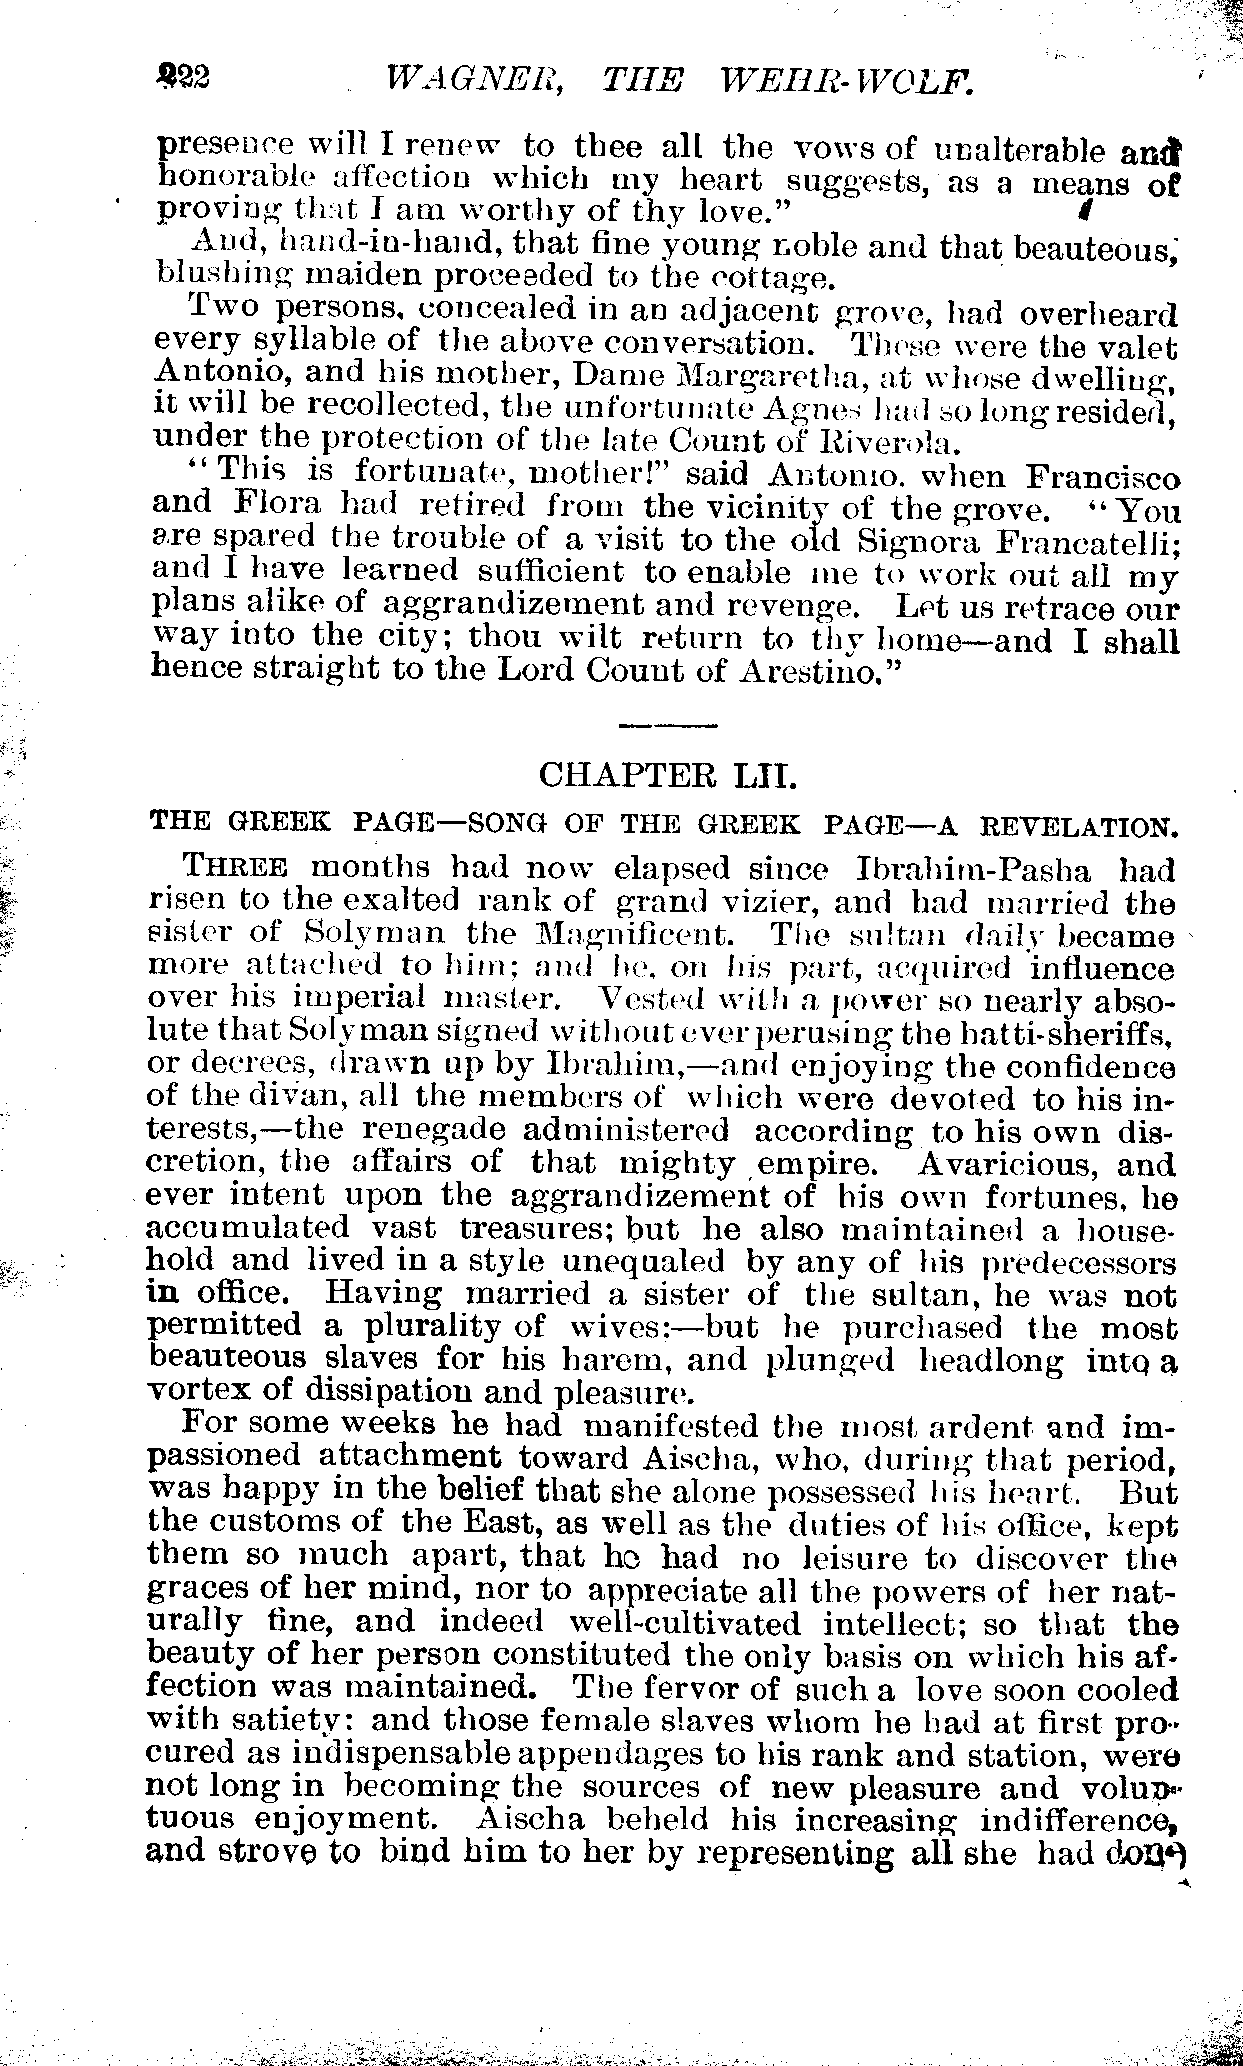 222 WAGNER, THE WEHR-WOLF.
presence will I renew to thee all the vows of unalterable and
honorable affection which my heart suggests, as a means of
proving that I am worthy of thy love."
And, hand-in-hand, that fine young noble and that beauteous,
blushing maiden proceeded to the cottage.
Two persons, concealed in an adjacent grove, had overheard
every syllable of the above conversation. These were the valet
Antonio, and his mother, Dame Margaretha, at whose dwelling,
it will be recollected, the unfortunate Agnes had so long resided,
under the protection of the late Count of Riverola.
"This is fortunate, mother!" said Antonio. when Francisco
and Flora had retired from the vicinity of the grove. "You
are spared the trouble of a visit to the old Signora Francatelli;
and I have learned sufficient to enable me to work out all my
plans alike of aggrandizement and revenge. Let us retrace our
way into the city; thou wilt return to thy home—and I shall
hence straight to the Lord Count of Arestino."
CHAPTER LII.
THE GREEK PAGE—SONG OF THE GREEK PAGE—A REVELATION.
THREE months had now elapsed since Ibrahim-Pasha had
risen to the exalted rank of grand vizier, and had married the
sister of Solyman the Magnificent. The sultan daily became
more attached to him; and he, on his part, acquired influence
over his imperial master. Vested with a power so nearly abso-
lute that Solyman signed without ever perusing the hatti-sheriffs,
or decrees, drawn up by Ibrahim,—and enjoying the confidence
of the divan, all the members of which were devoted to his in-
terests,—the renegade administered according to his own dis-
cretion, the affairs of that mighty empire. Avaricious, and
ever intent upon the aggrandizement of his own fortunes, he
accumulated vast treasures; but he also maintained a house-
hold and lived in a style unequaled by any of his predecessors
in office. Having married a sister of the sultan, he was not
permitted a plurality of wives:—but he purchased the most
beauteous slaves for his harem, and plunged headlong into a
vortex of dissipation and pleasure.
For some weeks he had manifested the most ardent and im-
passioned attachment toward Aischa, who, during that period,
was happy in the belief that she alone possessed his heart. But
the customs of the East, as well as the duties of his office, kept
them so much apart, that he had no leisure to discover the
graces of her mind, nor to appreciate all the powers of her nat-
urally fine, and indeed well-cultivated intellect; so that the
beauty of her person constituted the only basis on which his af-
fection was maintained. The fervor of such a love soon cooled
with satiety: and those female slaves whom he had at first pro-
cured as indispensable appendages to his rank and station, were
not long in becoming the sources of new pleasure and volup-
tuous enjoyment. Aischa beheld his increasing indifference,
and strove to bind him to her by representing all she had done